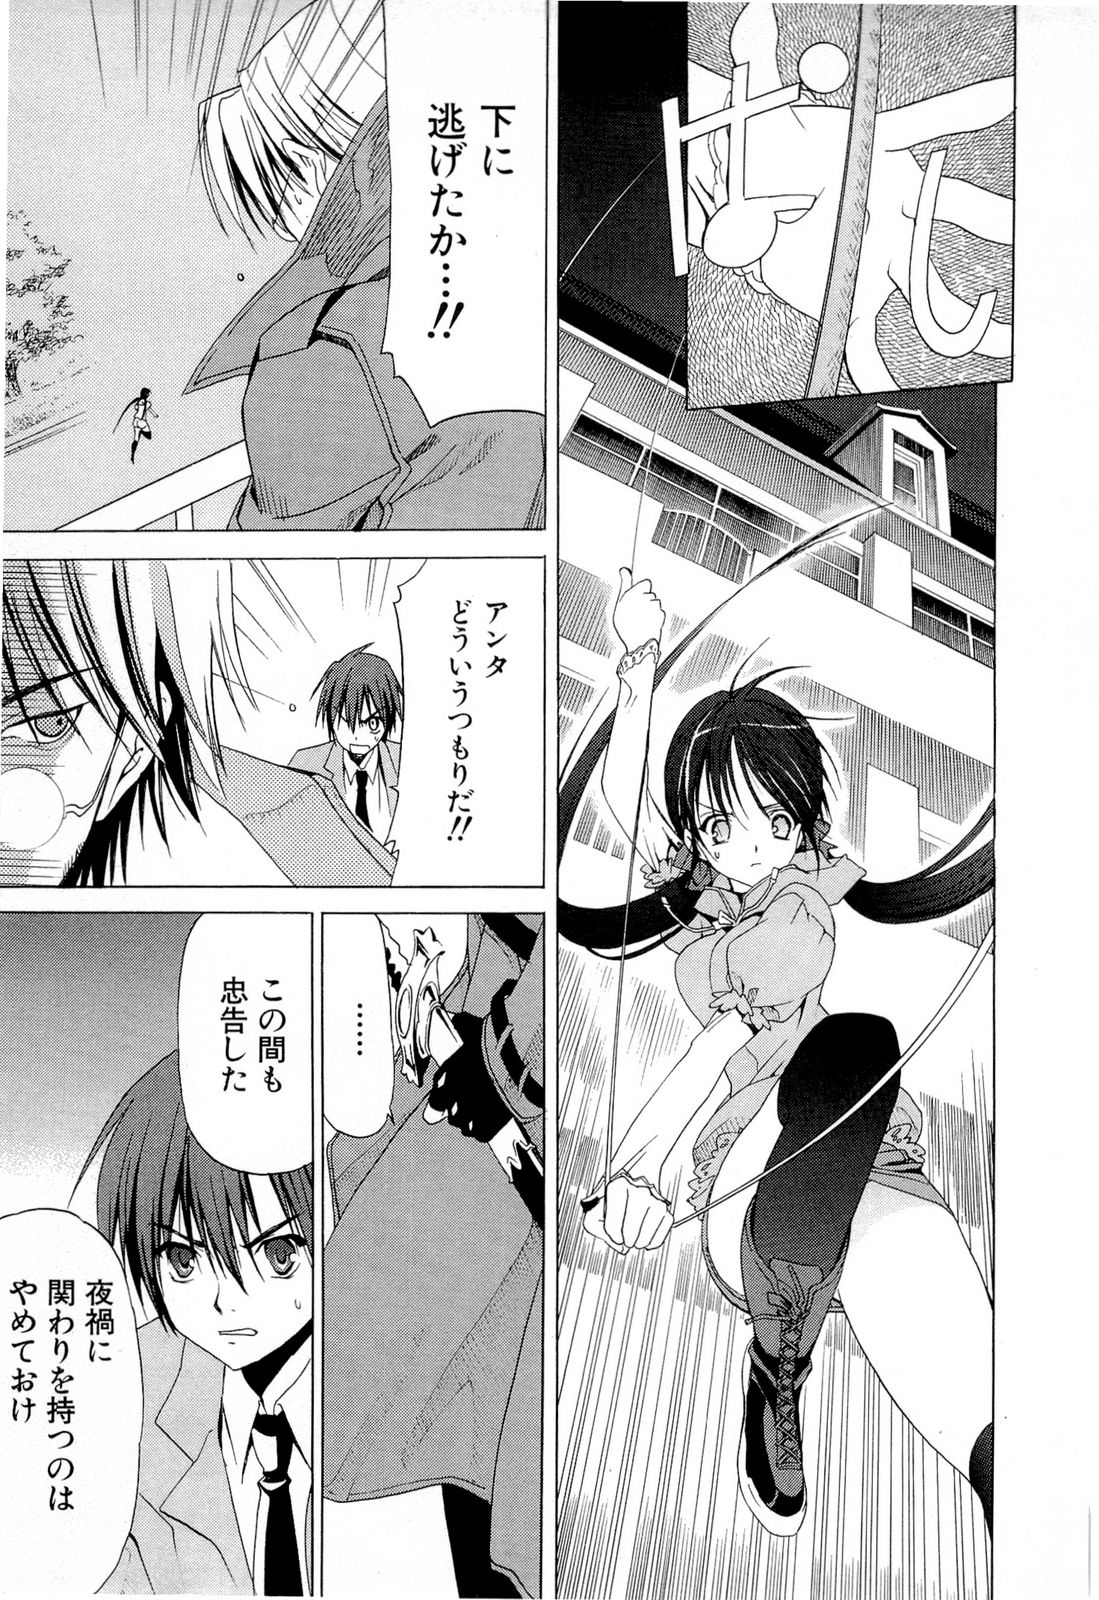 下に
逃げたか…!!
アンタ
どういうつもりだ!!
……
この間も
忠告した
夜禍に
関わりを持つのは
やめておけ